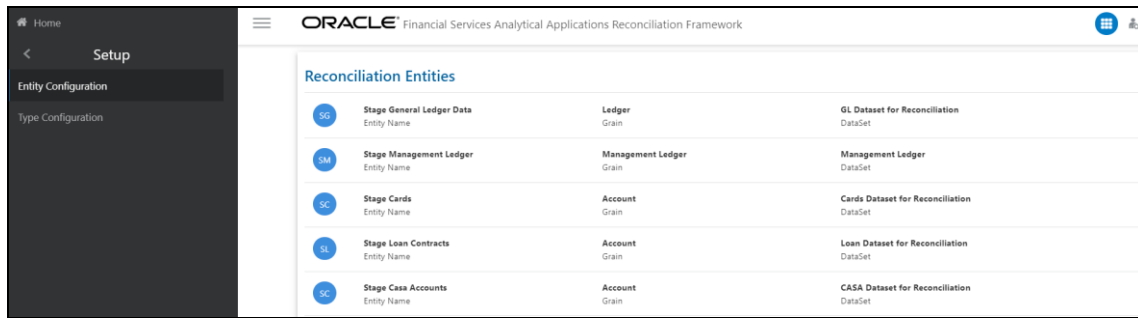 Home
ORACLE® Financial Services Analytical Applications Reconciliation Framework
Setup
Entity Configuration
Type Configuration
Reconciliation Entities
SG Stage General Ledger Data Ledger GL Dataset for Reconciliation
Entity Name Grain DataSet
SM Stage Management Ledger Management Ledger Management Ledger
Entity Name Grain DataSet
SC Stage Cards Account Cards Dataset for Reconciliation
Entity Name Grain DataSet
SL Stage Loan Contracts Account Loan Dataset for Reconciliation
Entity Name Grain DataSet
SC Stage Casa Accounts Account CASA Dataset for Reconciliation
Entity Name Grain DataSet